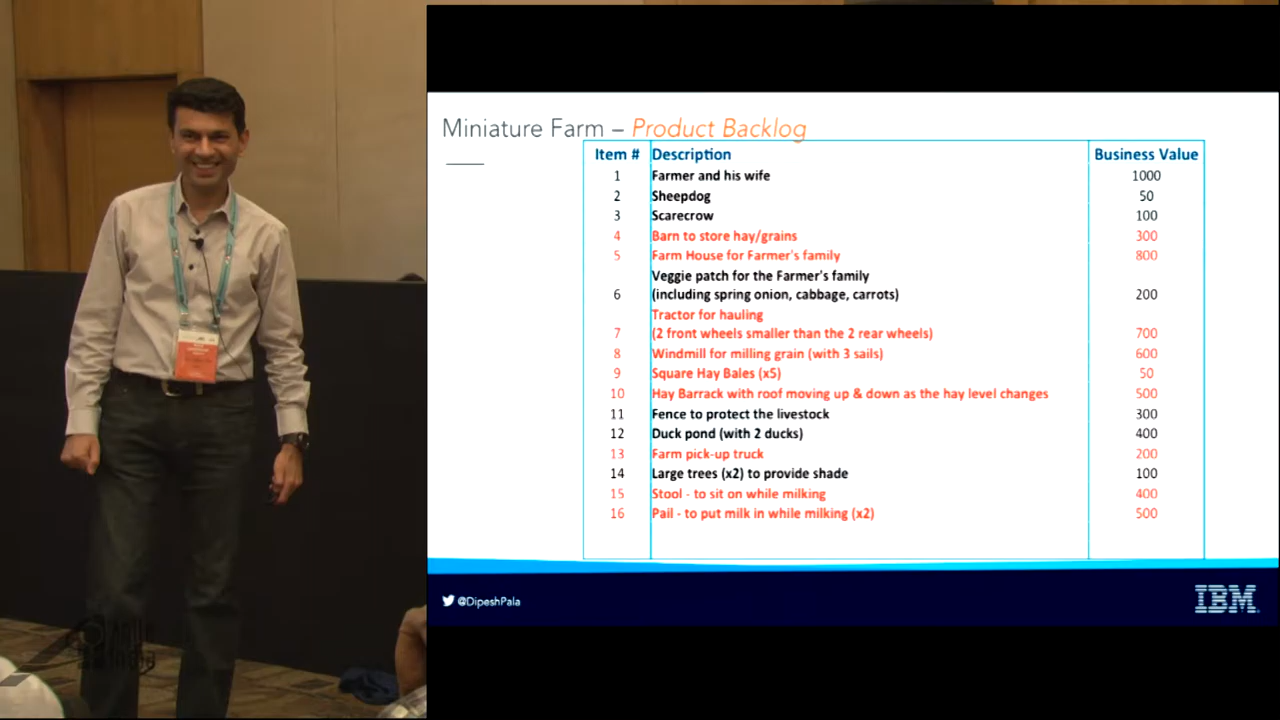 Miniature Farm – Product Backlog
Item # Description Business Value
1 Farmer and his wife 1000
2 Sheepdog 50
3 Scarecrow 100
4 Barn to store hay/grains 300
5 Farm House for Farmer's family 800
Veggie patch for the Farmer's family
6 (including spring onion, cabbage, carrots) 200
Tractor for hauling
7 (2 front wheels smaller than the 2 rear wheels) 700
8 Windmill for milling grain (with 3 sails) 600
9 Square Hay Bales (x5) 50
10 Hay Barrack with roof moving up & down as the hay level changes 500
11 Fence to protect the livestock 300
12 Duck pond (with 2 ducks) 400
13 Farm pick-up truck 200
14 Large trees (x2) to provide shade 100
15 Stool - to sit on while milking 400
16 Pail - to put milk in while milking (x2) 500
@DipeshPala
IBM